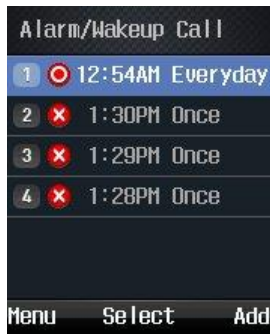 Alarm/Wakeup Call
1 12:54AM Everyday
2 1:30PM Once
3 1:29PM Once
4 1:28PM Once
Menu Select Add